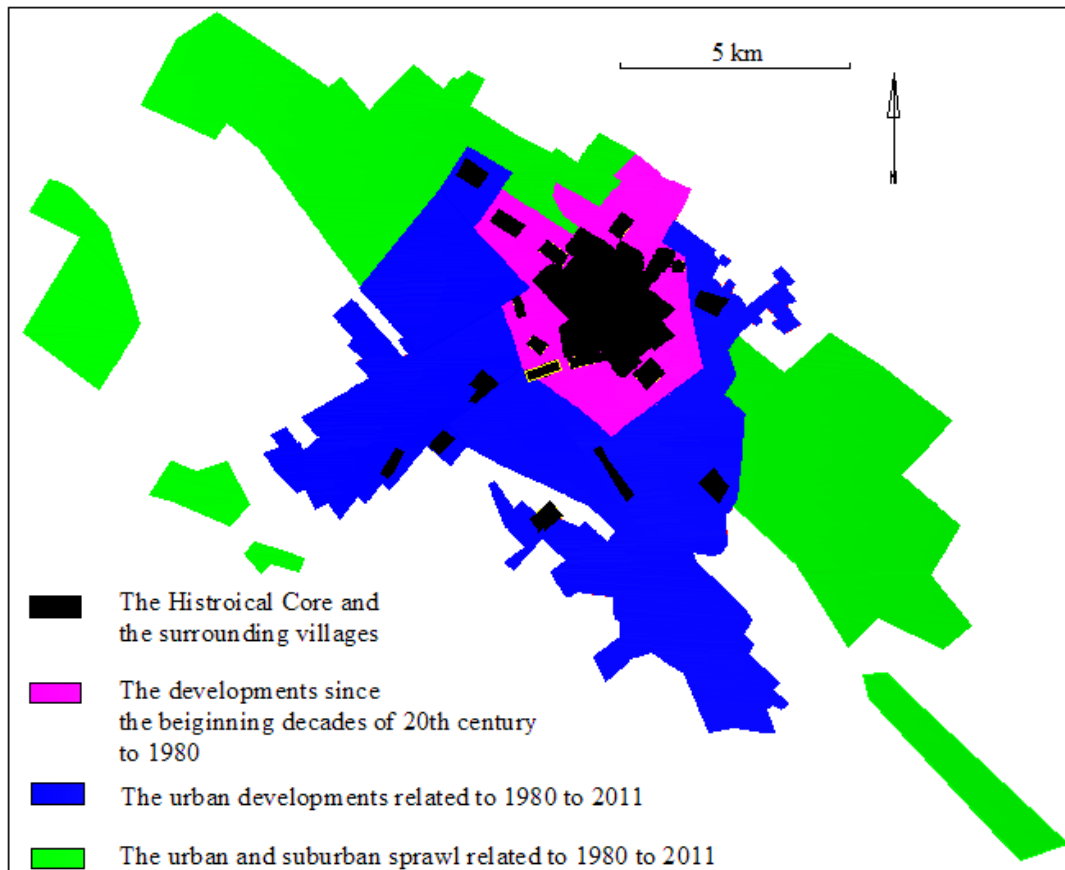 5 km
N
The Histroical Core and
the surrounding villages
The developments since
the beiginning decades of 20th century
to 1980
The urban developments related to 1980 to 2011
The urban and suburban sprawl related to 1980 to 2011